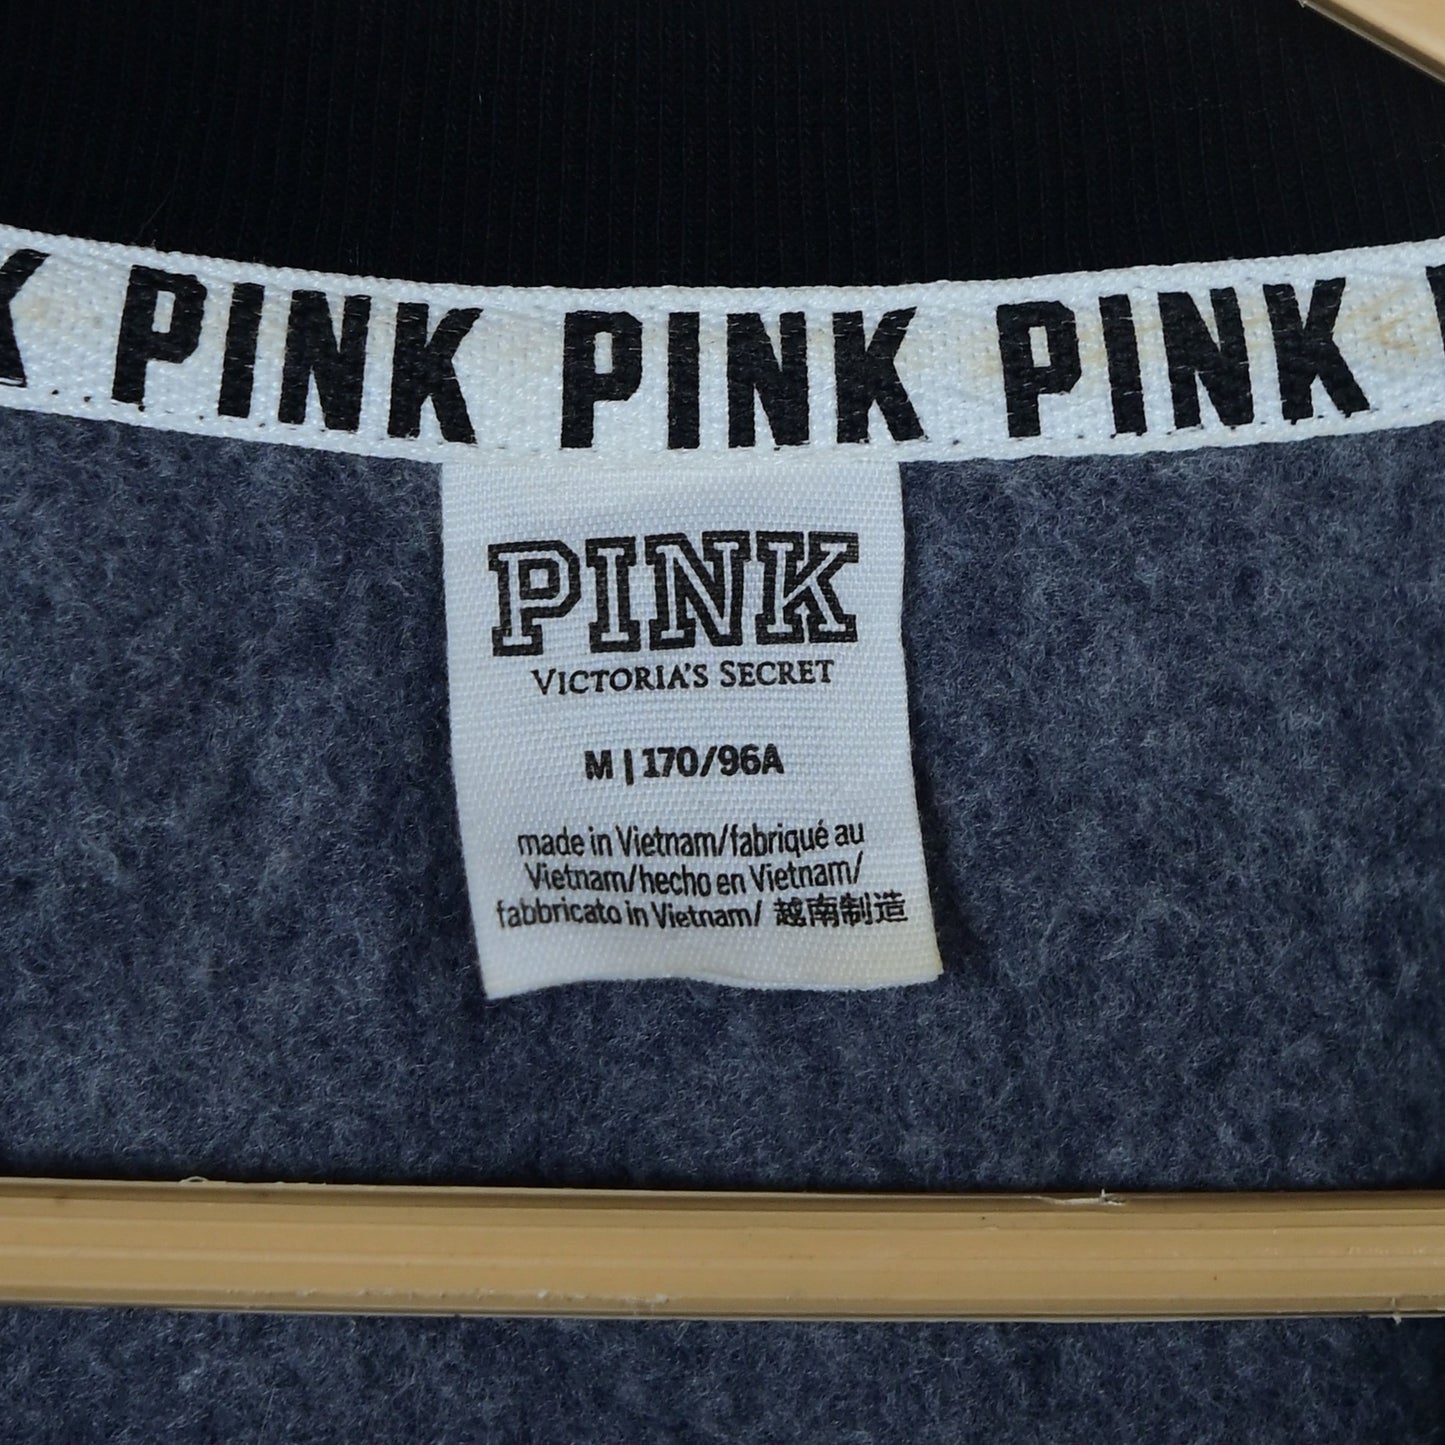 K PINK PINK PINK
PINK
VICTORIA'S SECRET
M | 170/96A
made in Vietnam/fabriqué au
Vietnam/hecho en Vietnam/
fabbricato in Vietnam/ 越南制造